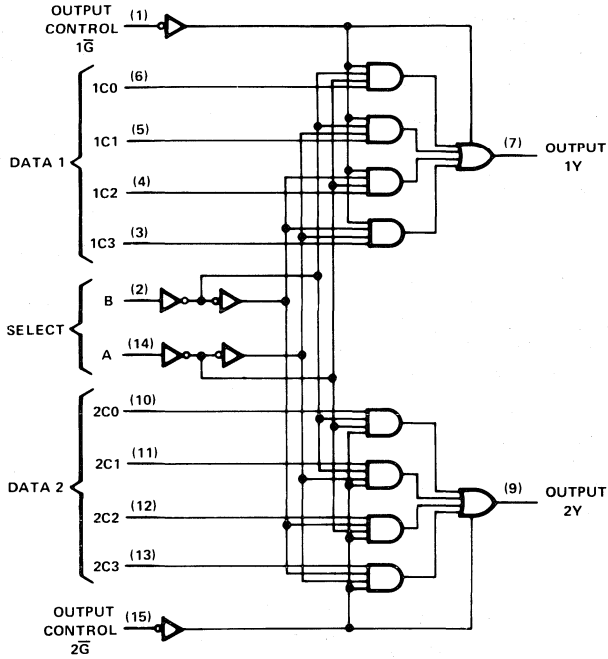 OUTPUT
CONTROL (1)
1G̅
(6)
1C0
(5)
1C1
DATA 1
(4)
1C2
(3)
1C3
(7) OUTPUT
1Y
(2)
B
SELECT
(14)
A
(10)
2C0
(11)
2C1
DATA 2
(12)
2C2
(13)
2C3
(9) OUTPUT
2Y
OUTPUT
CONTROL (15)
2G̅